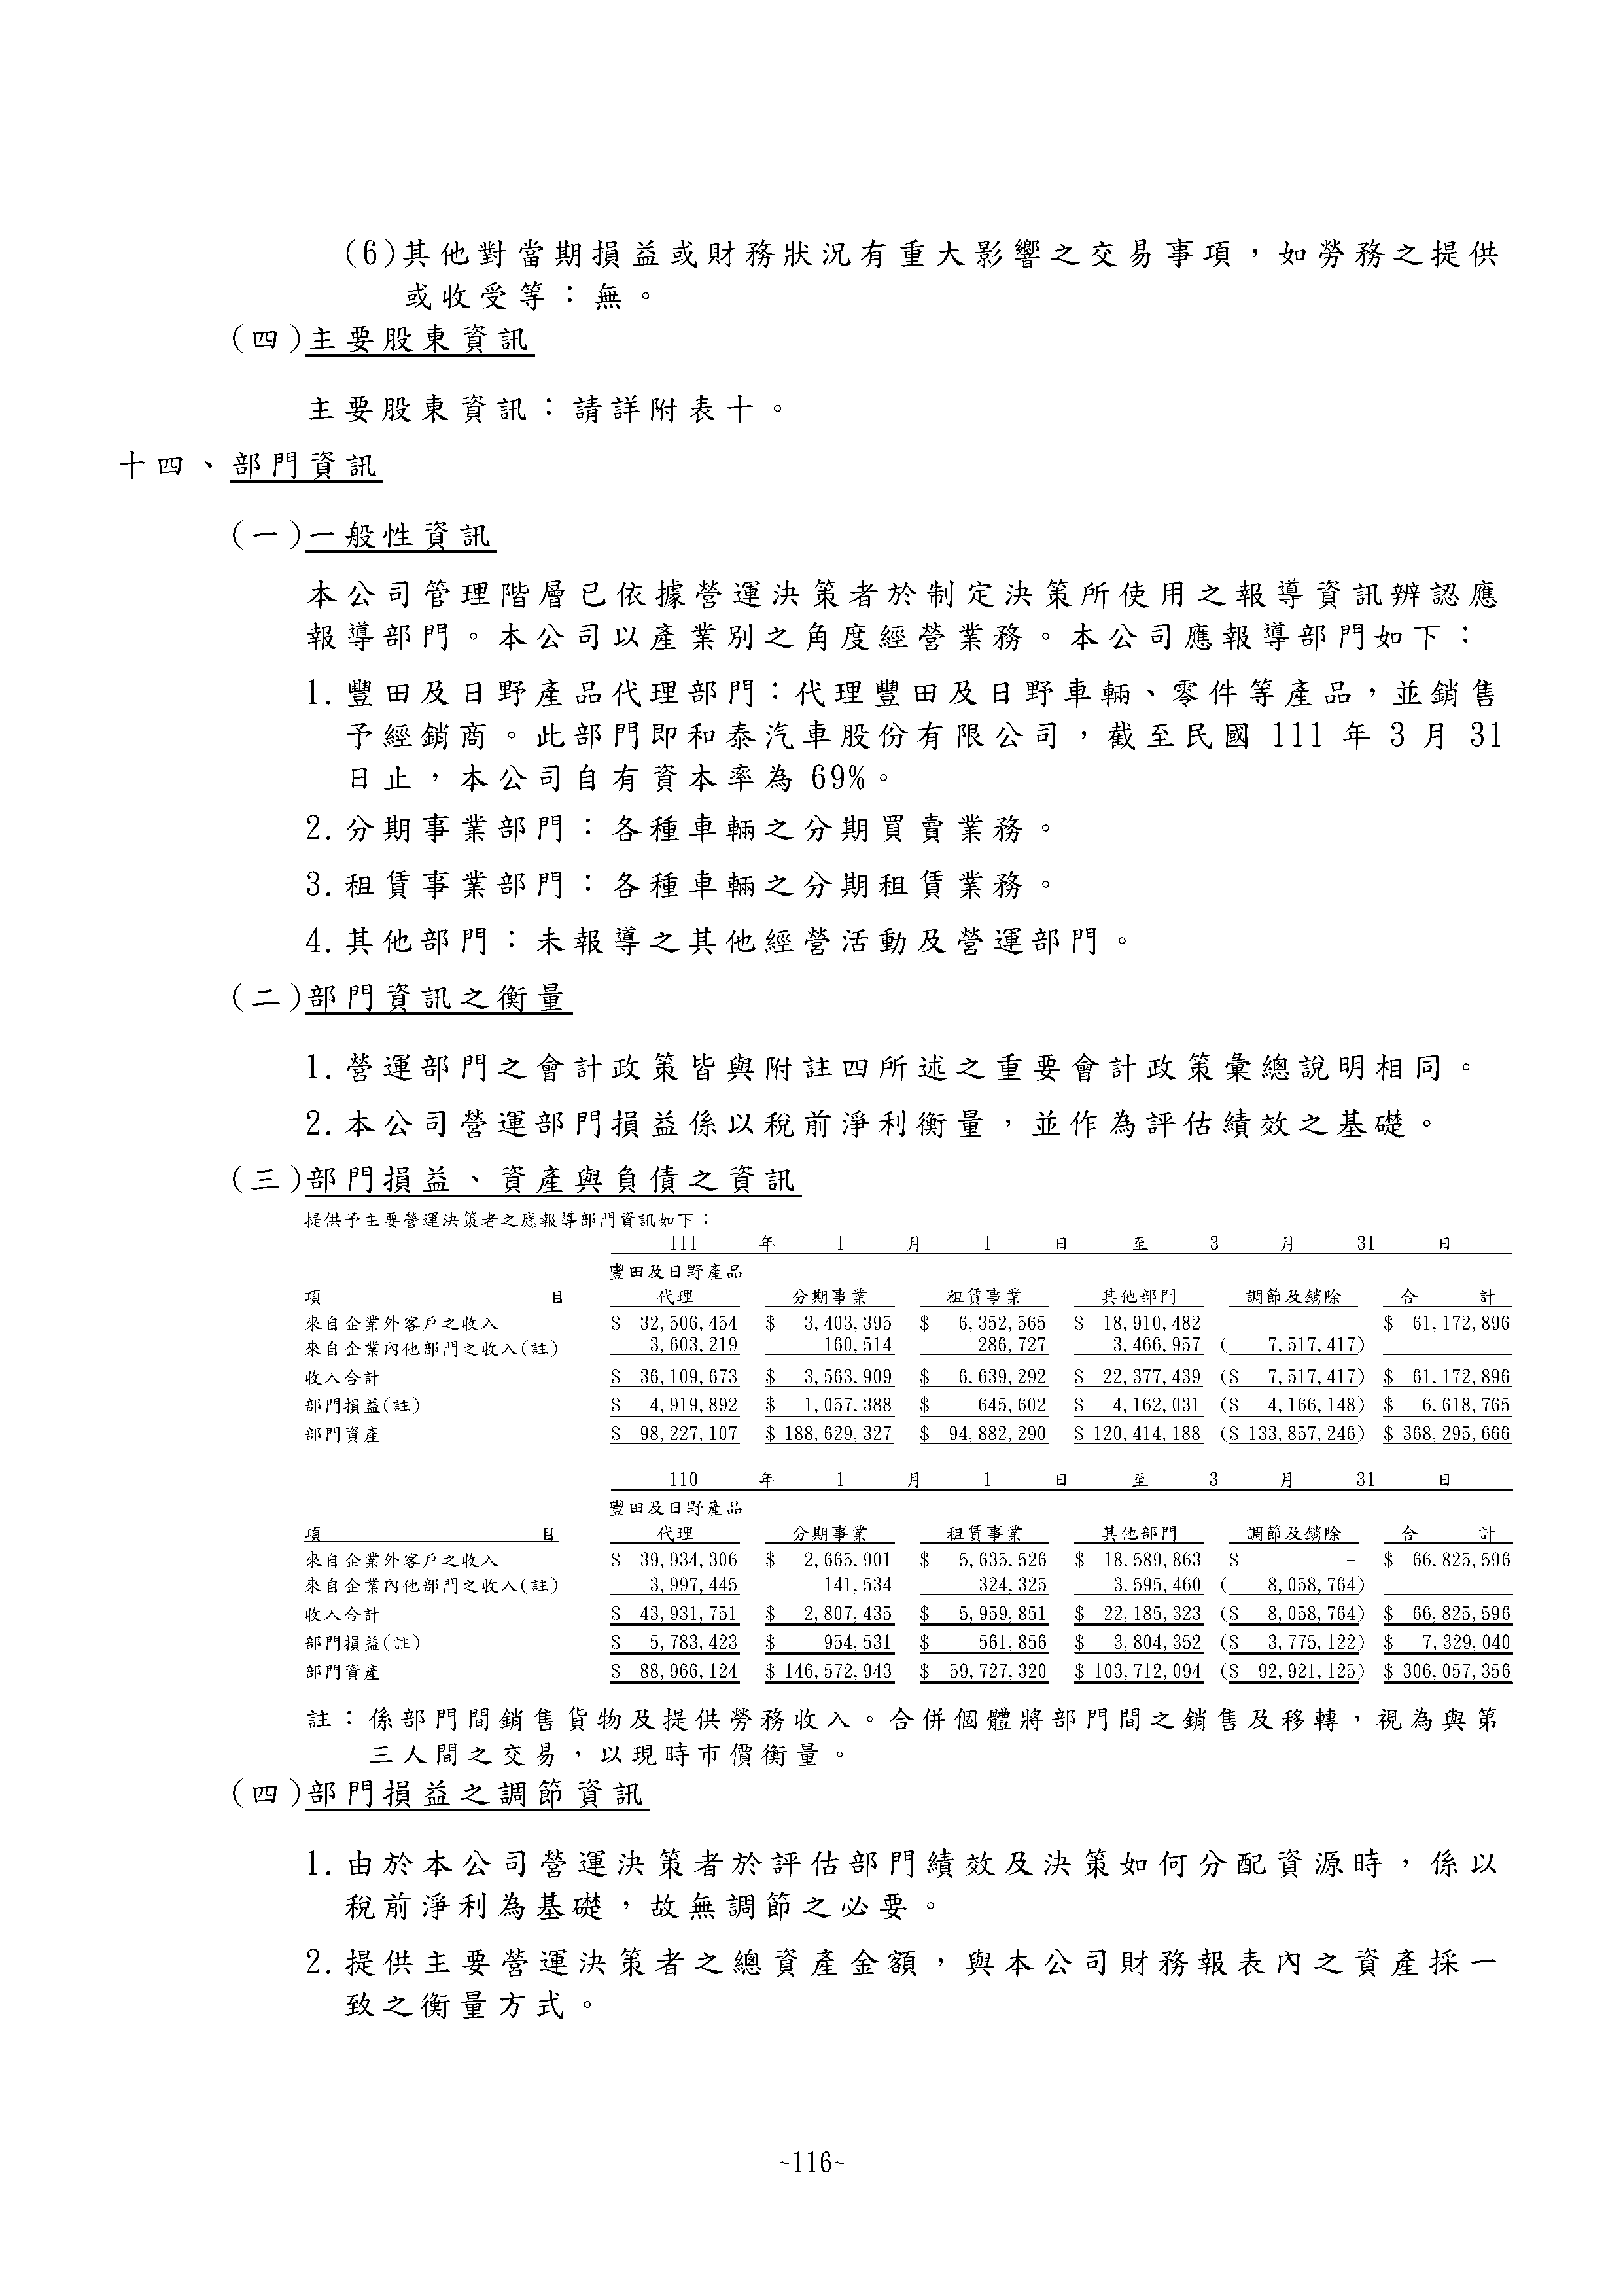 (6)其他對當期損益或財務狀況有重大影響之交易事項，如勞務之提供
或收受等：無。
(四)主要股東資訊
主要股東資訊：請詳附表十。
十四、部門資訊
(一)一般性資訊
本公司管理階層已依據營運決策者於制定決策所使用之報導資訊辨認應
報導部門。本公司以產業別之角度經營業務。本公司應報導部門如下：
1.豐田及日野產品代理部門：代理豐田及日野車輛、零件等產品，並銷售
予經銷商。此部門即和泰汽車股份有限公司，截至民國 111 年 3 月 31
日止，本公司自有資本率為 69%。
2.分期事業部門：各種車輛之分期買賣業務。
3.租賃事業部門：各種車輛之分期租賃業務。
4.其他部門：未報導之其他經營活動及營運部門。
(二)部門資訊之衡量
1.營運部門之會計政策皆與附註四所述之重要會計政策彙總說明相同。
2.本公司營運部門損益係以稅前淨利衡量，並作為評估績效之基礎。
(三)部門損益、資產與負債之資訊
提供予主要營運決策者之應報導部門資訊如下：
111 年 1 月 1 日 至 3 月 31 日
豐田及日野產品
項 目 代理 分期事業 租賃事業 其他部門 調節及銷除 合 計
來自企業外客戶之收入 $ 32,506,454 $ 3,403,395 $ 6,352,565 $ 18,910,482 $ 61,172,896
來自企業內他部門之收入(註) 3,603,219 160,514 286,727 3,466,957 ( 7,517,417) -
收入合計 $ 36,109,673 $ 3,563,909 $ 6,639,292 $ 22,377,439 ($ 7,517,417) $ 61,172,896
部門損益(註) $ 4,919,892 $ 1,057,388 $ 645,602 $ 4,162,031 ($ 4,166,148) $ 6,618,765
部門資產 $ 98,227,107 $ 188,629,327 $ 94,882,290 $ 120,414,188 ($ 133,857,246) $ 368,295,666
110 年 1 月 1 日 至 3 月 31 日
豐田及日野產品
項 目 代理 分期事業 租賃事業 其他部門 調節及銷除 合 計
來自企業外客戶之收入 $ 39,934,306 $ 2,665,901 $ 5,635,526 $ 18,589,863 $ - $ 66,825,596
來自企業內他部門之收入(註) 3,997,445 141,534 324,325 3,595,460 ( 8,058,764) -
收入合計 $ 43,931,751 $ 2,807,435 $ 5,959,851 $ 22,185,323 ($ 8,058,764) $ 66,825,596
部門損益(註) $ 5,783,423 $ 954,531 $ 561,856 $ 3,804,352 ($ 3,775,122) $ 7,329,040
部門資產 $ 88,966,124 $ 146,572,943 $ 59,727,320 $ 103,712,094 ($ 92,921,125) $ 306,057,356
註：係部門間銷售貨物及提供勞務收入。合併個體將部門間之銷售及移轉，視為與第
三人間之交易，以現時市價衡量。
(四)部門損益之調節資訊
1.由於本公司營運決策者於評估部門績效及決策如何分配資源時，係以
稅前淨利為基礎，故無調節之必要。
2.提供主要營運決策者之總資產金額，與本公司財務報表內之資產採一
致之衡量方式。
~116~